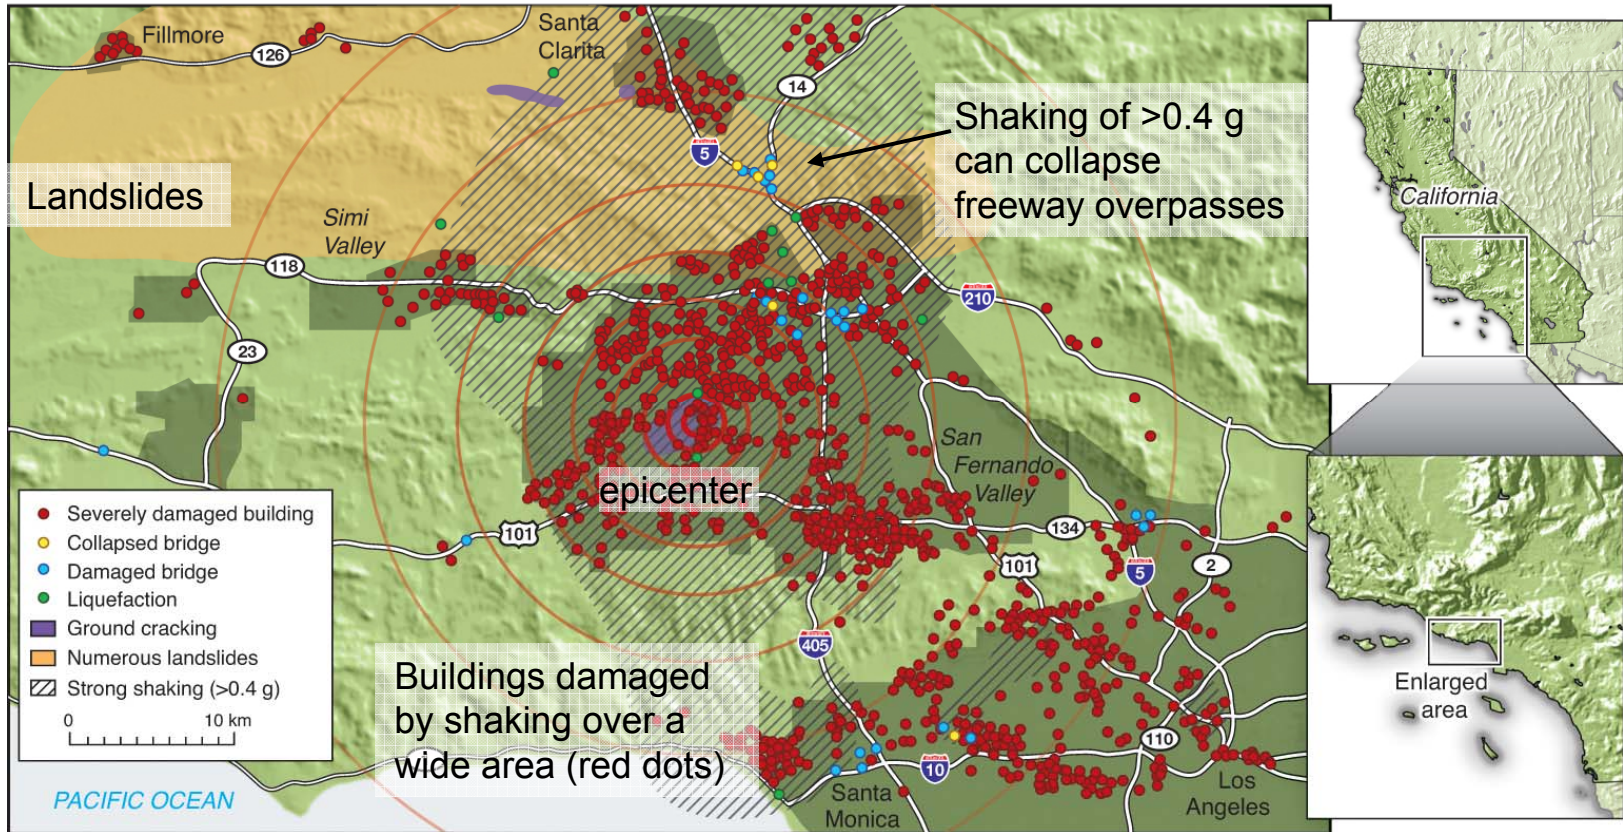 Fillmore
126
Santa
Clarita
14
5
Shaking of >0.4 g
can collapse
freeway overpasses
Landslides
Simi
Valley
118
210
23
San
Fernando
Valley
epicenter
101
134
101
5
2
405
Severely damaged building
Collapsed bridge
Damaged bridge
Liquefaction
Ground cracking
Numerous landslides
Strong shaking (>0.4 g)
0 10 km
Buildings damaged
by shaking over a
wide area (red dots)
110
10
Santa
Monica
Los
Angeles
PACIFIC OCEAN
California
Enlarged
area